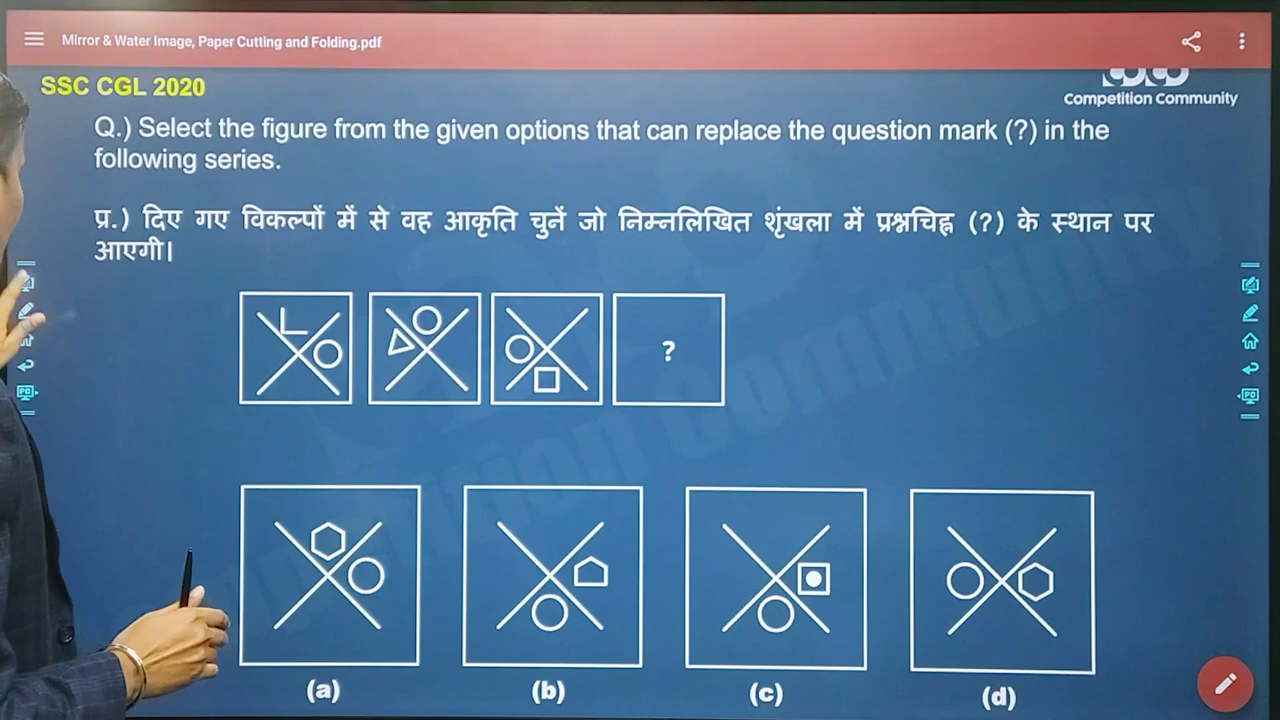 Mirror & Water Image, Paper Cutting and Folding.pdf
SSC CGL 2020
Competition Community
Q.) Select the figure from the given options that can replace the question mark (?) in the
following series.
प्र.) दिए गए विकल्पों में से वह आकृति चुनें जो निम्नलिखित शृंखला में प्रश्नचिह्न (?) के स्थान पर
आएगी।
?
(a) (b) (c) (d)